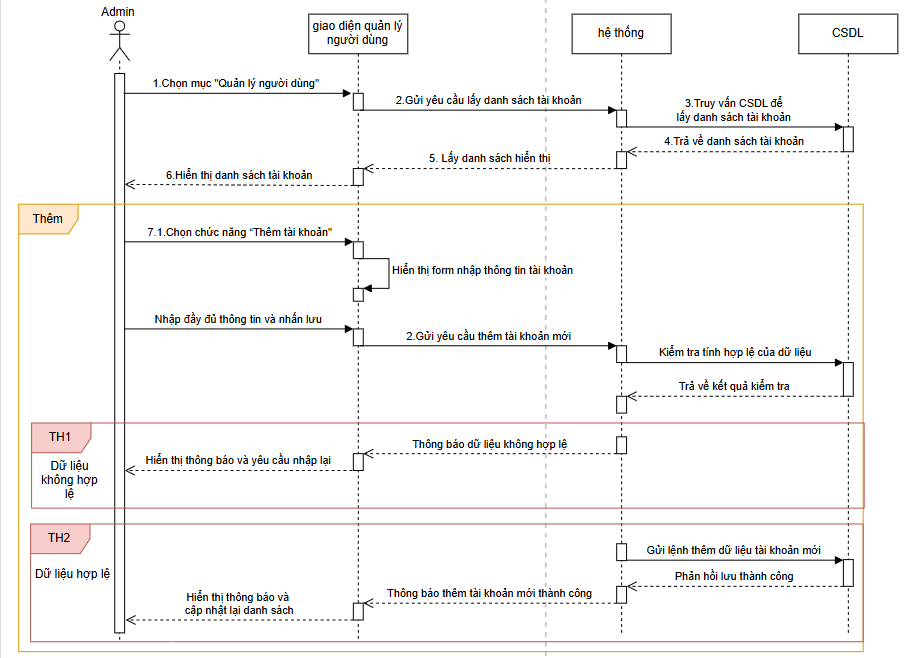 Admin
giao diện quản lý
người dùng
hệ thống
CSDL
1.Chọn mục "Quản lý người dùng"
2.Gửi yêu cầu lấy danh sách tài khoản
3.Truy vấn CSDL để
lấy danh sách tài khoản
4.Trả về danh sách tài khoản
5. Lấy danh sách hiển thị
6.Hiển thị danh sách tài khoản
Thêm
7.1.Chọn chức năng “Thêm tài khoản"
Hiển thị form nhập thông tin tài khoản
Nhập đầy đủ thông tin và nhấn lưu
2.Gửi yêu cầu thêm tài khoản mới
Kiểm tra tính hợp lệ của dữ liệu
Trả về kết quả kiểm tra
TH1
Dữ liệu
không hợp
lệ
Thông báo dữ liệu không hợp lệ
Hiển thị thông báo và yêu cầu nhập lại
TH2
Dữ liệu hợp lệ
Gửi lệnh thêm dữ liệu tài khoản mới
Phản hồi lưu thành công
Thông báo thêm tài khoản mới thành công
Hiển thị thông báo và
cập nhật lại danh sách